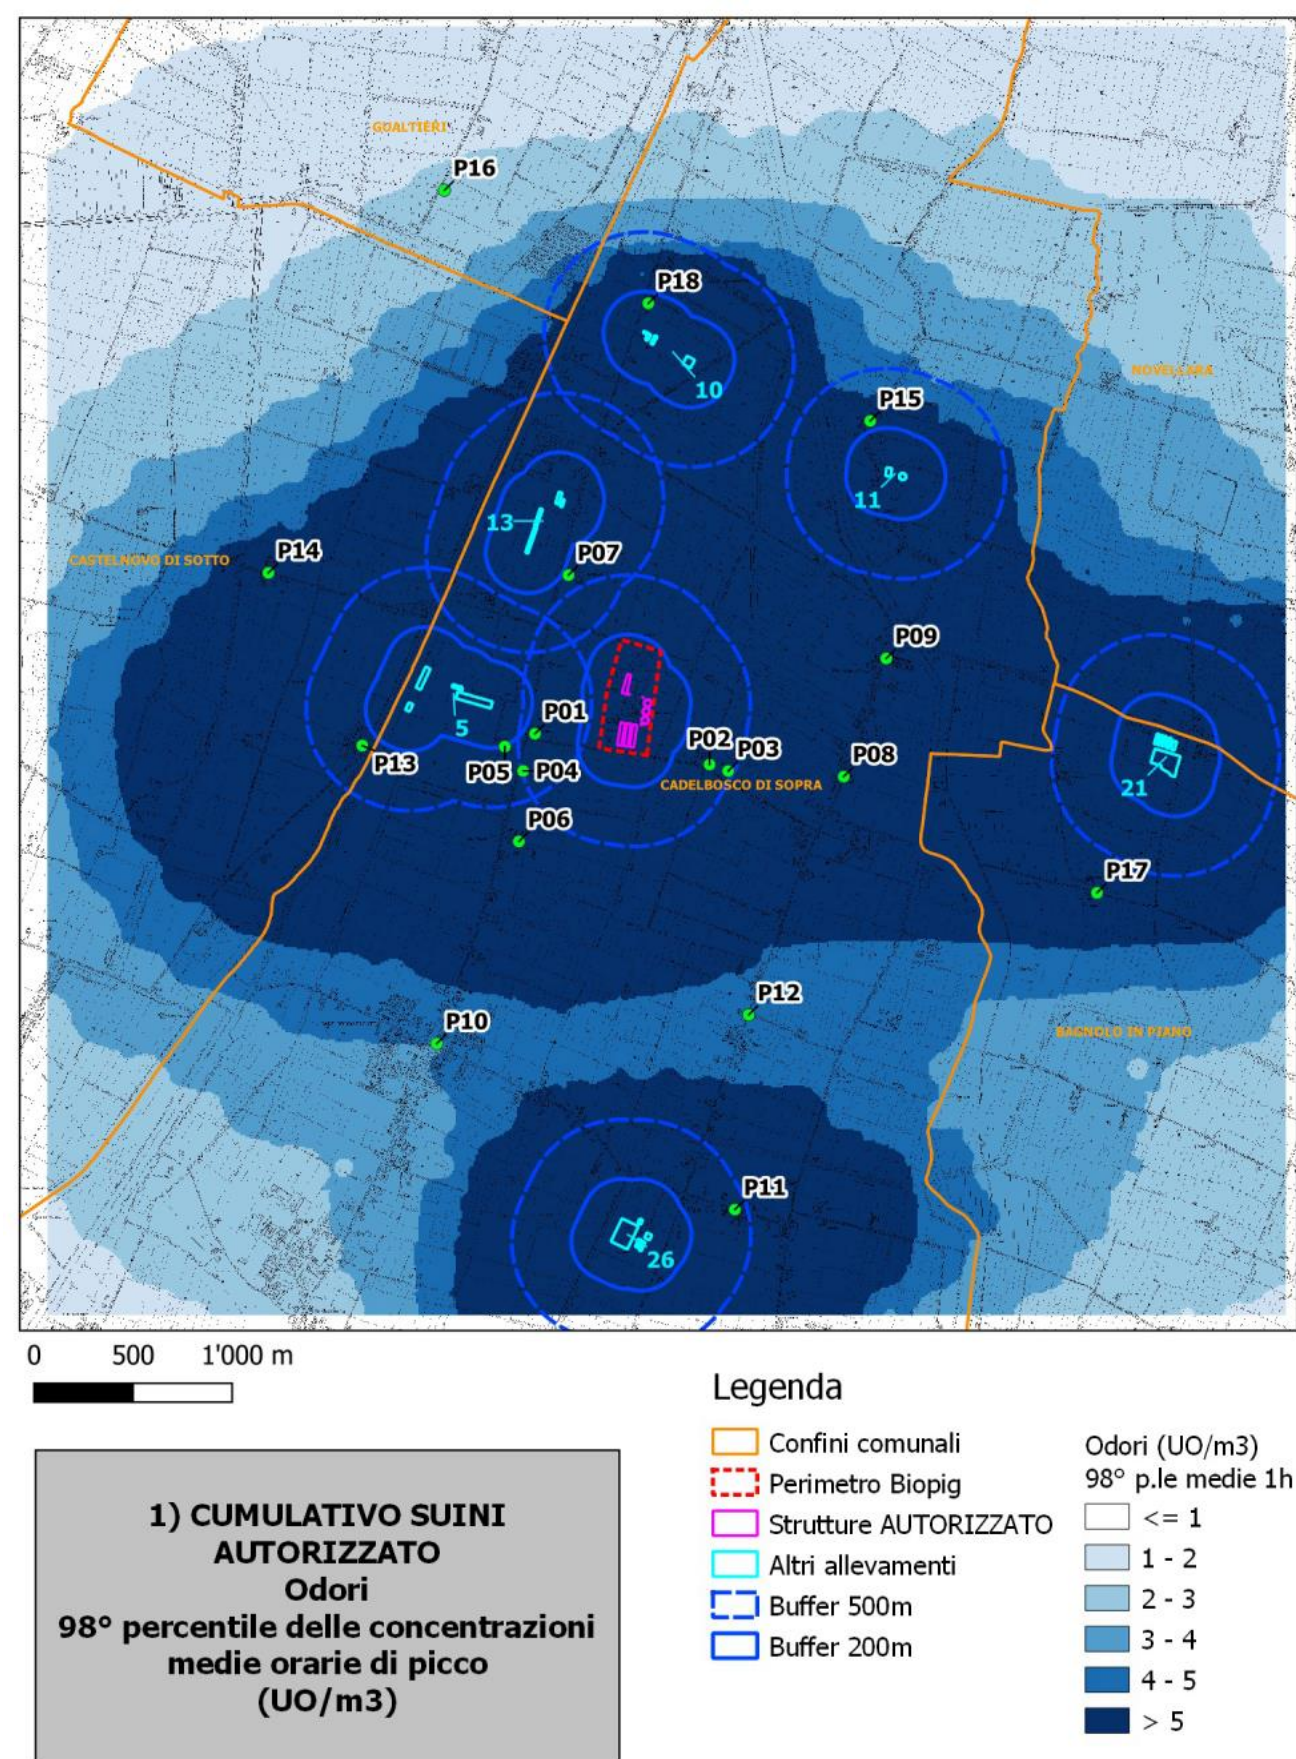 GUALTIERI
P16
P18
10
NOVELLARA
P15
11
13
P14
CASTELNOVO DI SOTTO
P07
P09
P01
5
P02
P03
P08
P13
P05
P04
CADELBOSCO DI SOPRA
21
P06
P17
P12
P10
BAGNOLO IN PIANO
P11
26
0 500 1'000 m
Legenda
Confini comunali
Perimetro Biopig
Strutture AUTORIZZATO
Altri allevamenti
Buffer 500m
Buffer 200m
Odori (UO/m3)
98° p.le medie 1h
<= 1
1 - 2
2 - 3
3 - 4
4 - 5
> 5
1) CUMULATIVO SUINI
AUTORIZZATO
Odori
98° percentile delle concentrazioni
medie orarie di picco
(UO/m3)